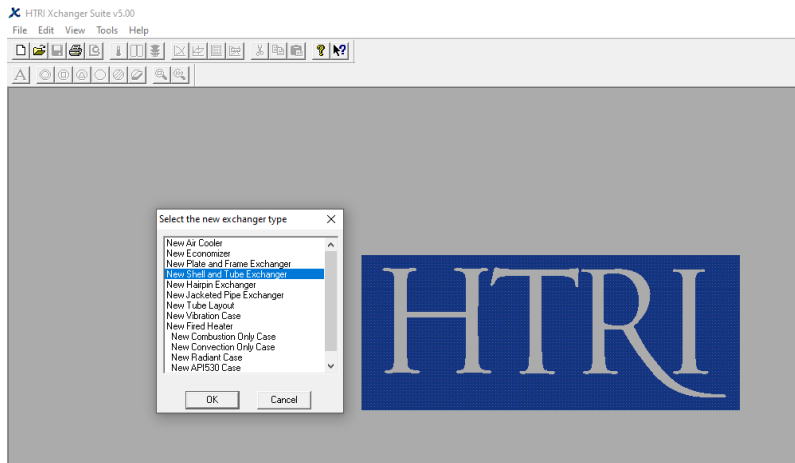 HTRI Xchanger Suite v5.00
File Edit View Tools Help
A
Select the new exchanger type
New Air Cooler
New Economizer
New Plate and Frame Exchanger
New Shell and Tube Exchanger
New Hairpin Exchanger
New Jacketed Pipe Exchanger
New Tube Layout
New Vibration Case
New Fired Heater
New Combustion Only Case
New Convection Only Case
New Radiant Case
New API530 Case
OK Cancel
HTRI